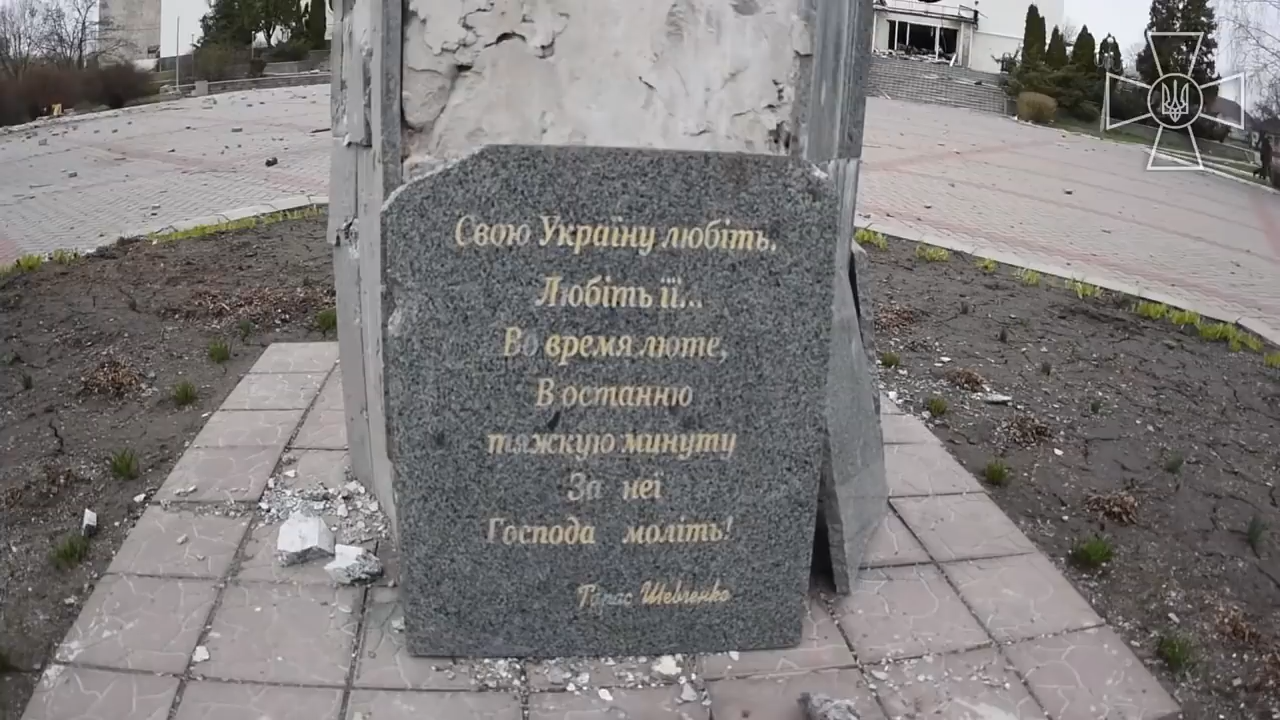 Свою Україну любіть.
Любіть її...
Во время люте,
В останню
тяжкую минуту
За неї
Господа моліть!
Тарас Шевченко